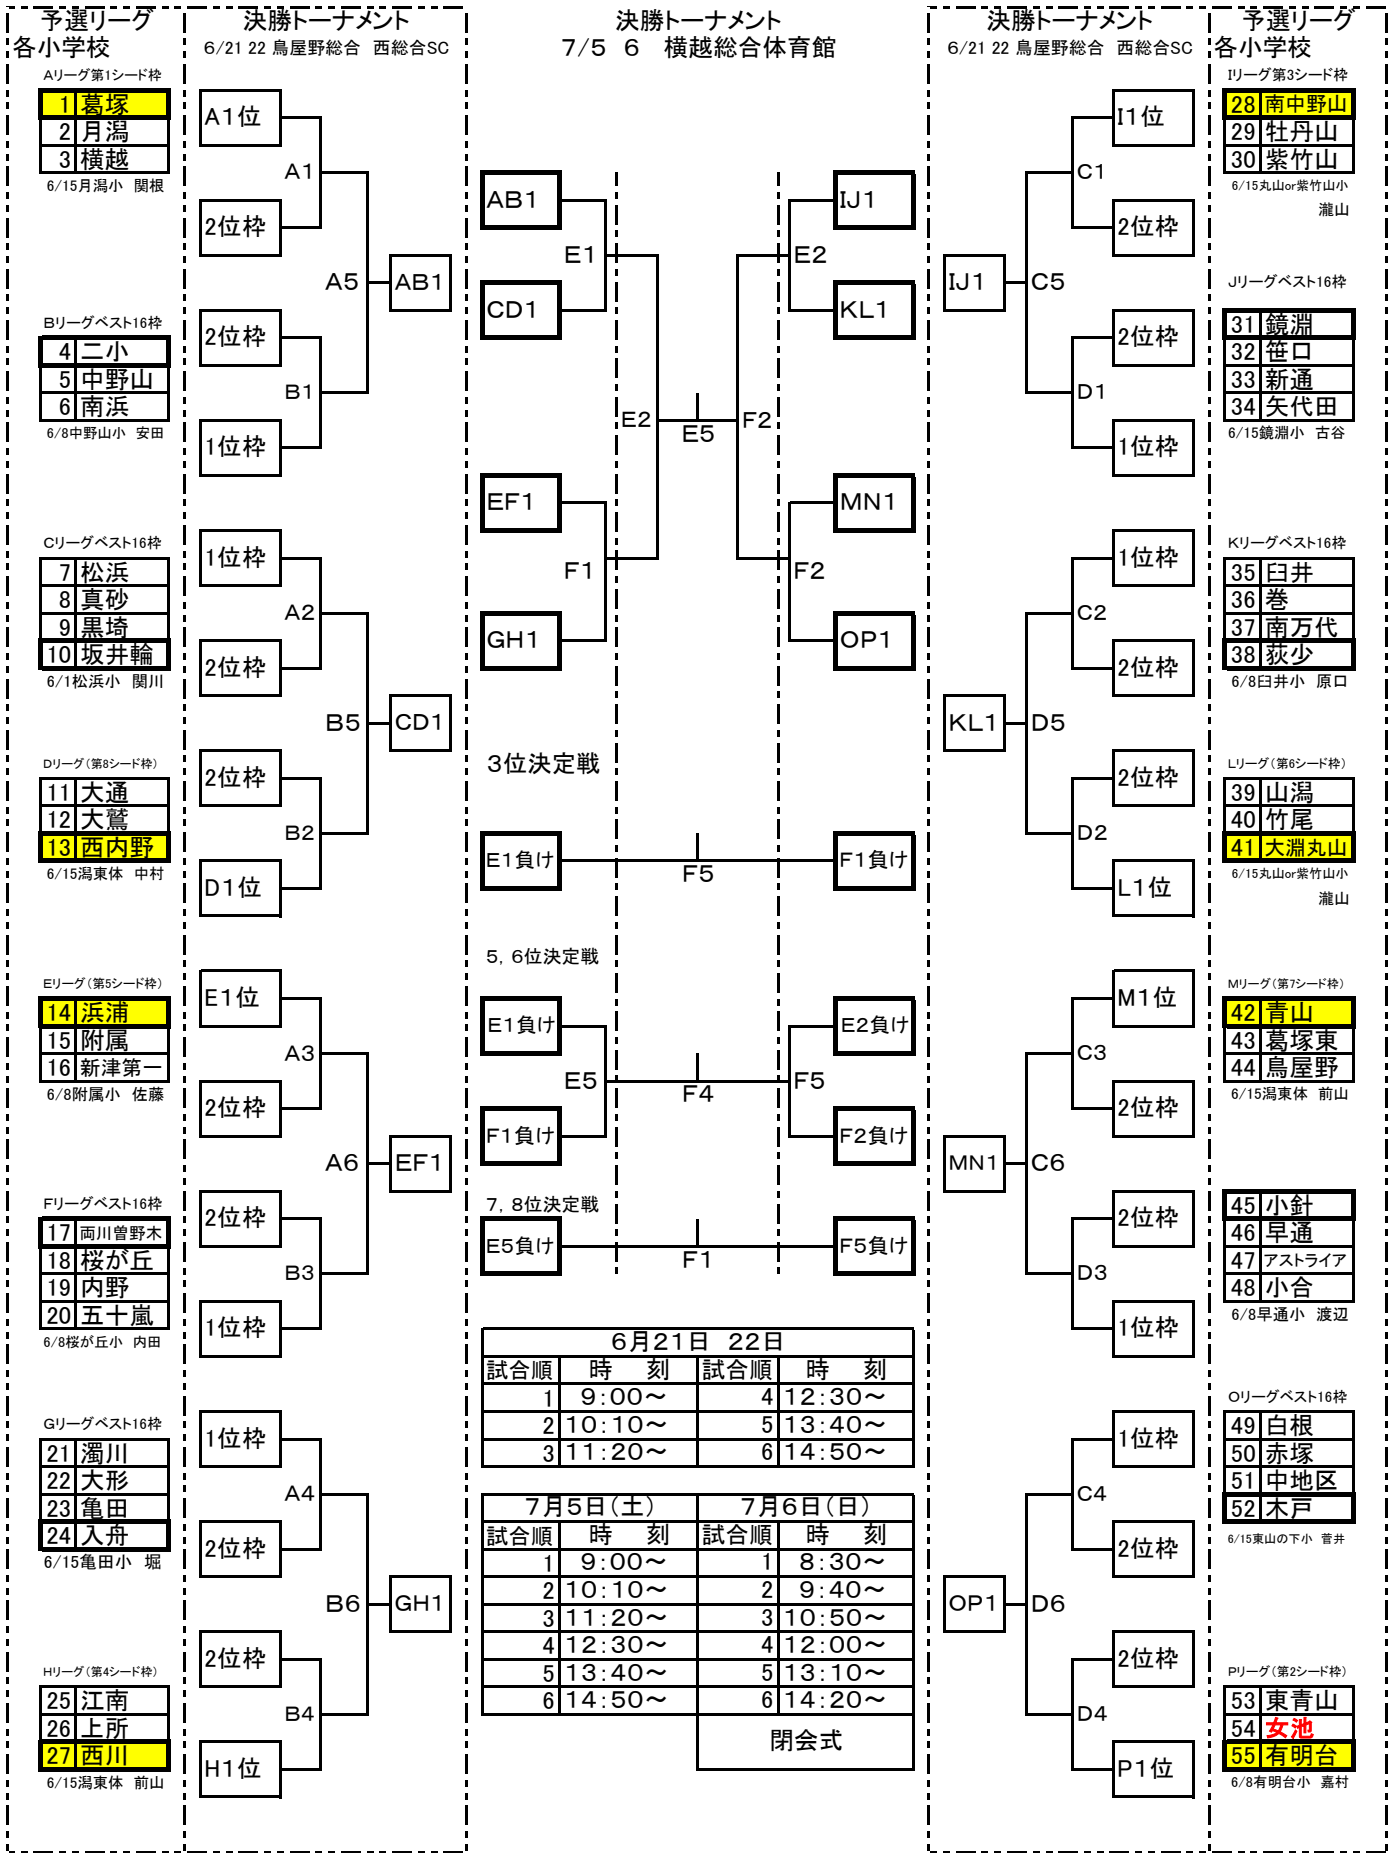 予選リーグ
各小学校
Aリーグ第1シード枠
1 葛塚
2 月潟
3 横越
6/15月潟小 関根
Bリーグベスト16枠
4 二小
5 中野山
6 南浜
6/8中野山小 安田
Cリーグベスト16枠
7 松浜
8 真砂
9 黒埼
10 坂井輪
6/1松浜小 関川
Dリーグ(第8シード枠)
11 大通
12 大鷲
13 西内野
6/15潟東体 中村
Eリーグ(第5シード枠)
14 浜浦
15 附属
16 新津第一
6/8附属小 佐藤
Fリーグベスト16枠
17 両川曽野木
18 桜が丘
19 内野
20 五十嵐
6/8桜が丘小 内田
Gリーグベスト16枠
21 濁川
22 大形
23 亀田
24 入舟
6/15亀田小 堀
Hリーグ(第4シード枠)
25 江南
26 上所
27 西川
6/15潟東体 前山
決勝トーナメント
6/21 22 鳥屋野総合 西総合SC
A1位
A1
2位枠
A5
AB1
2位枠
B1
1位枠
1位枠
A2
2位枠
B5
CD1
2位枠
B2
D1位
E1位
A3
2位枠
A6
EF1
2位枠
B3
1位枠
1位枠
A4
2位枠
B6
GH1
2位枠
B4
H1位
決勝トーナメント
7/5 6 横越総合体育館
AB1
IJ1
E1
E2
CD1
KL1
E2
E5
F2
EF1
MN1
F1
F2
GH1
OP1
3位決定戦
E1負け
F5
F1負け
5,6位決定戦
E1負け
E2負け
E5
F4
F5
F1負け
F2負け
7,8位決定戦
E5負け
F1
F5負け
6月21日 22日
試合順 時 刻 試合順 時 刻
1 9:00～ 4 12:30～
2 10:10～ 5 13:40～
3 11:20～ 6 14:50～
7月5日(土) 7月6日(日)
試合順 時 刻 試合順 時 刻
1 9:00～ 1 8:30～
2 10:10～ 2 9:40～
3 11:20～ 3 10:50～
4 12:30～ 4 12:00～
5 13:40～ 5 13:10～
6 14:50～ 6 14:20～
閉会式
決勝トーナメント
6/21 22 鳥屋野総合 西総合SC
I1位
C1
2位枠
IJ1
C5
2位枠
D1
1位枠
1位枠
C2
2位枠
KL1
D5
2位枠
D2
L1位
M1位
C3
2位枠
MN1
C6
2位枠
D3
1位枠
1位枠
C4
2位枠
OP1
D6
2位枠
D4
P1位
予選リーグ
各小学校
Iリーグ第3シード枠
28 南中野山
29 牡丹山
30 紫竹山
6/15丸山or紫竹山小
瀧山
Jリーグベスト16枠
31 鏡淵
32 笹口
33 新通
34 矢代田
6/15鏡淵小 古谷
Kリーグベスト16枠
35 臼井
36 巻
37 南万代
38 荻少
6/8臼井小 原口
Lリーグ(第6シード枠)
39 山潟
40 竹尾
41 大淵丸山
6/15丸山or紫竹山小
瀧山
Mリーグ(第7シード枠)
42 青山
43 葛塚東
44 鳥屋野
6/15潟東体 前山
45 小針
46 早通
47 アストライア
48 小合
6/8早通小 渡辺
Oリーグベスト16枠
49 白根
50 赤塚
51 中地区
52 木戸
6/15東山の下小 菅井
Pリーグ(第2シード枠)
53 東青山
54 女池
55 有明台
6/8有明台小 嘉村